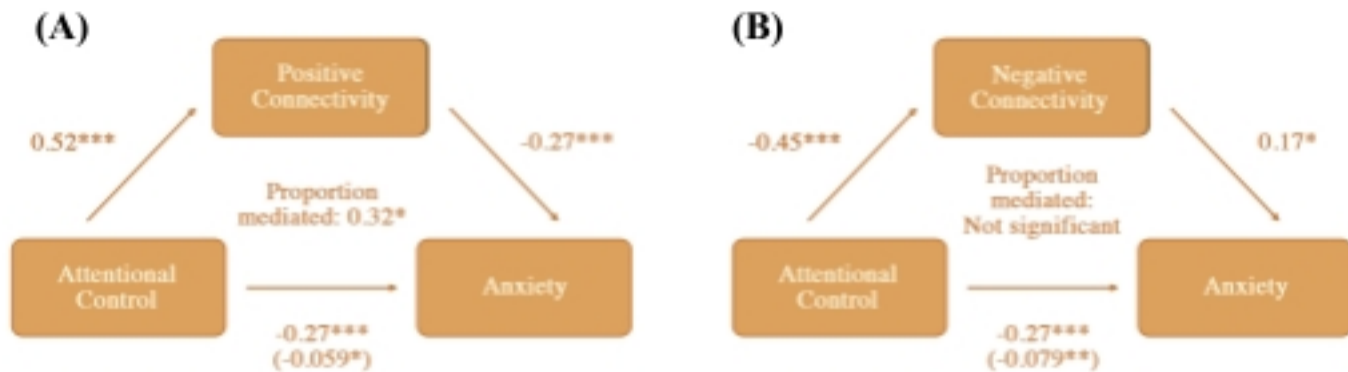 (A)
Positive
Connectivity
0.52***
-0.27***
Proportion
mediated: 0.32*
Attentional
Control
Anxiety
-0.27***
(-0.059*)
(B)
Negative
Connectivity
-0.45***
0.17*
Proportion
mediated:
Not significant
Attentional
Control
Anxiety
-0.27***
(-0.079**)